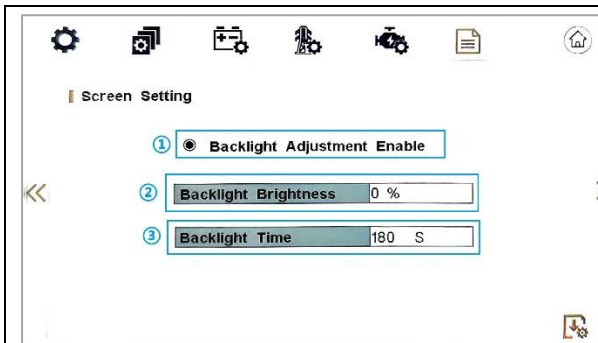 Screen Setting
① Backlight Adjustment Enable
② Backlight Brightness 0 %
③ Backlight Time 180 S